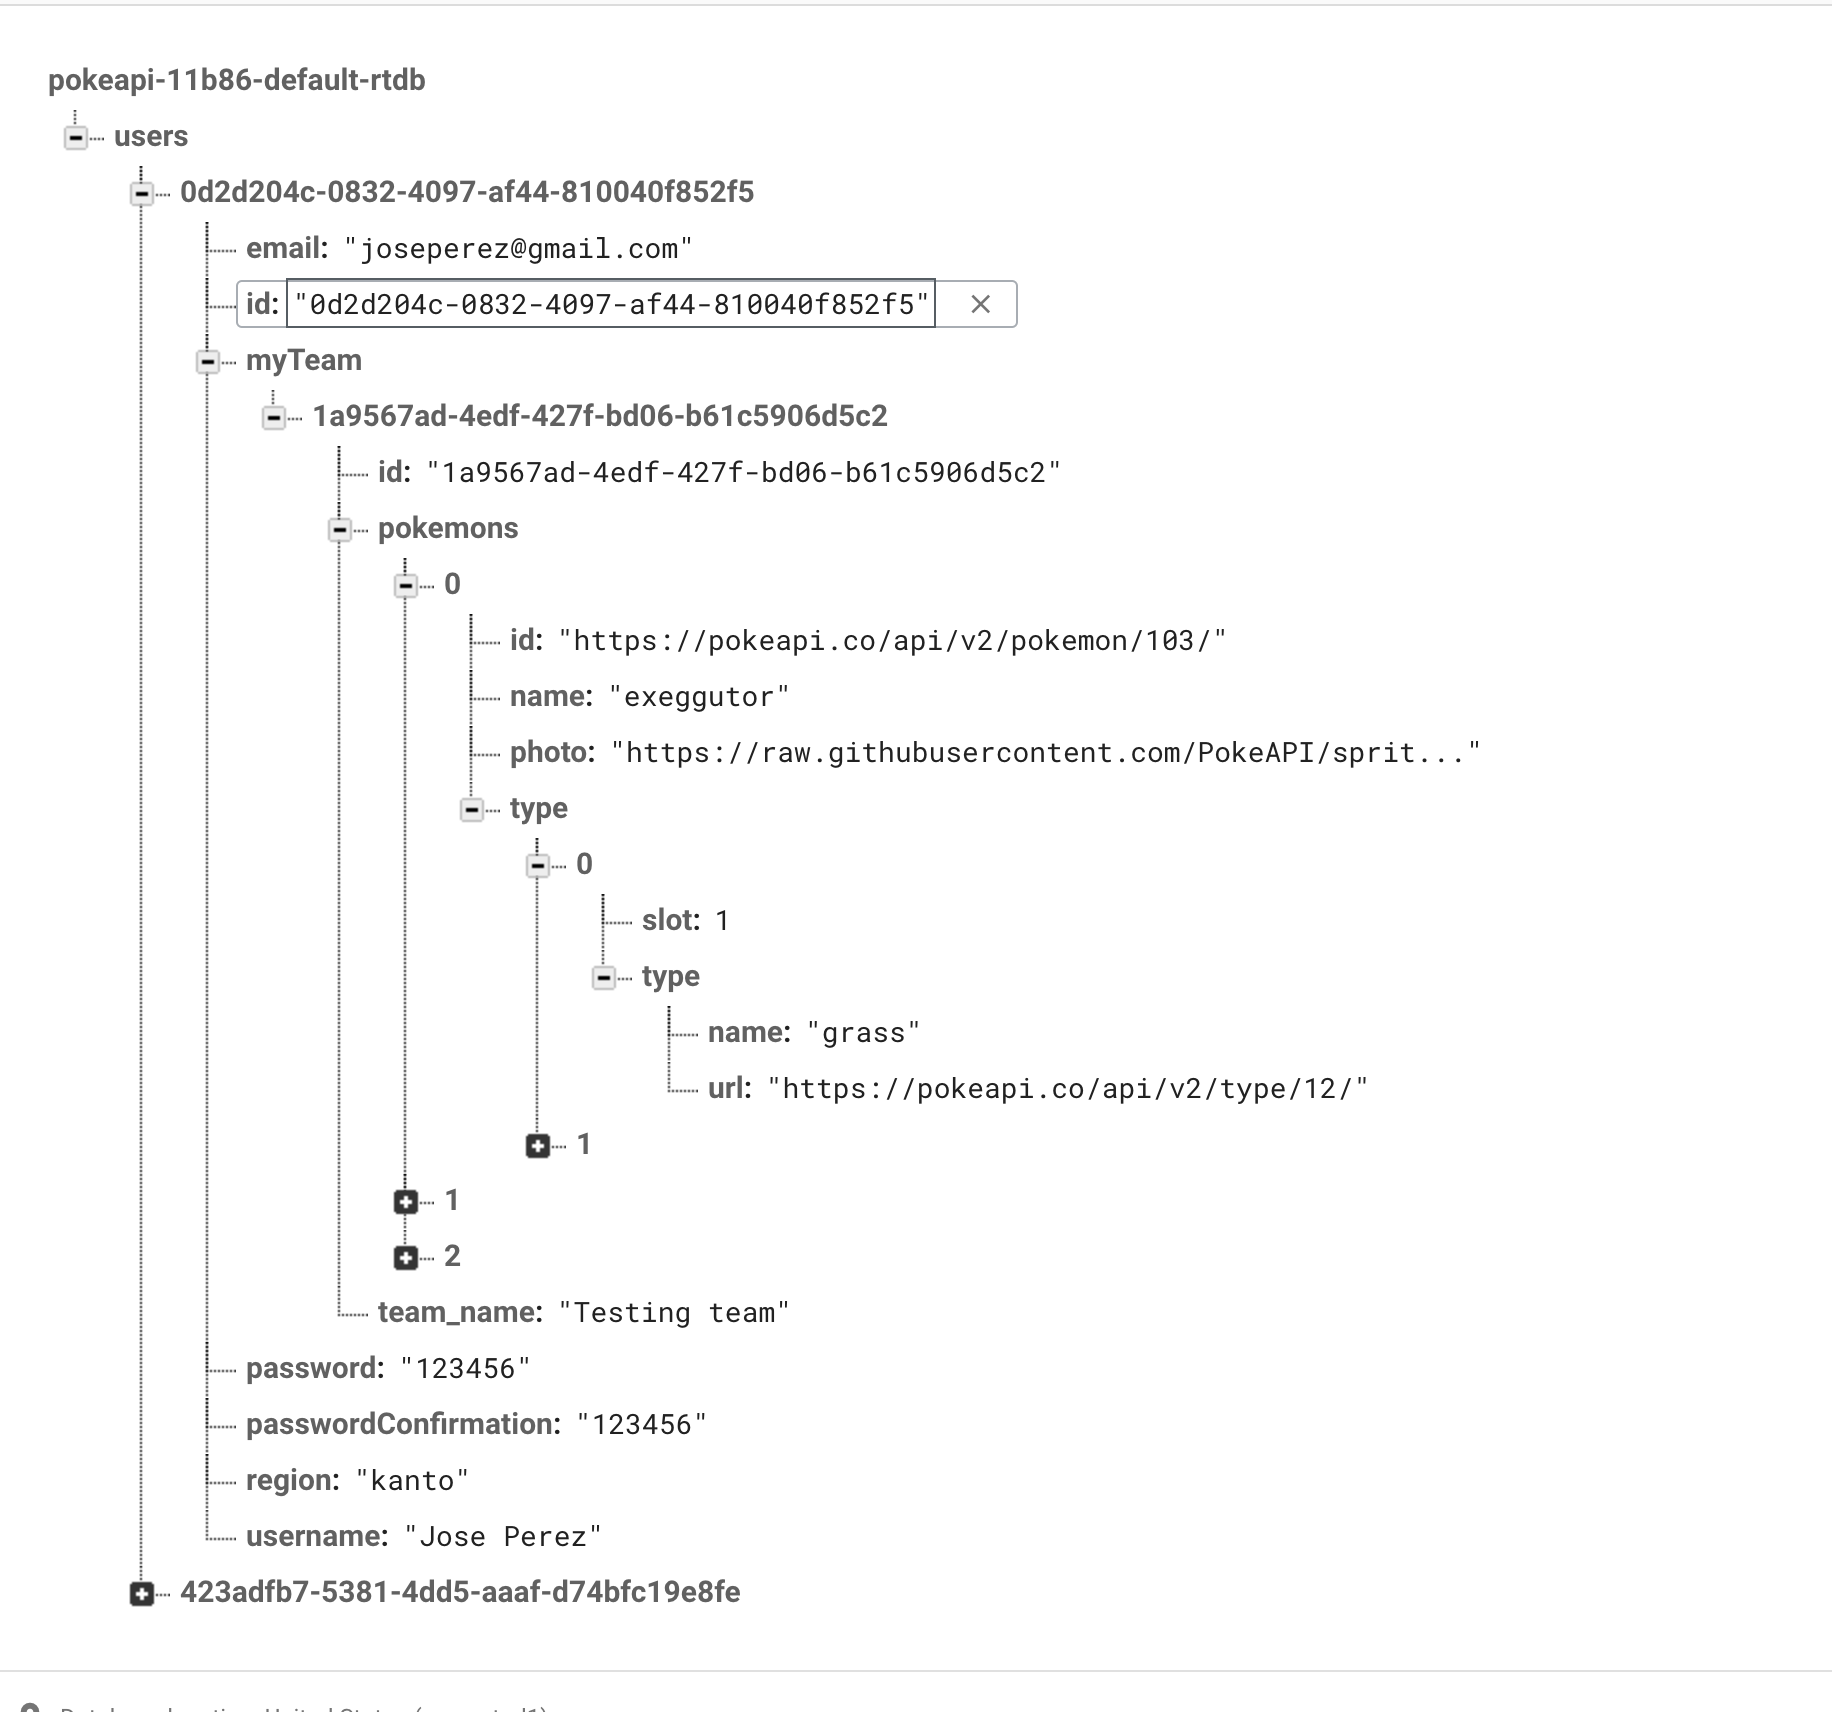 pokeapi-11b86-default-rtdb
users
0d2d204c-0832-4097-af44-810040f852f5
email: "joseperez@gmail.com"
id: "0d2d204c-0832-4097-af44-810040f852f5"
myTeam
1a9567ad-4edf-427f-bd06-b61c5906d5c2
id: "1a9567ad-4edf-427f-bd06-b61c5906d5c2"
pokemons
0
id: "https://pokeapi.co/api/v2/pokemon/103/"
name: "exeggutor"
photo: "https://raw.githubusercontent.com/PokeAPI/sprit..."
type
0
slot: 1
type
name: "grass"
url: "https://pokeapi.co/api/v2/type/12/"
1
1
2
team_name: "Testing team"
password: "123456"
passwordConfirmation: "123456"
region: "kanto"
username: "Jose Perez"
423adfb7-5381-4dd5-aaaf-d74bfc19e8fe